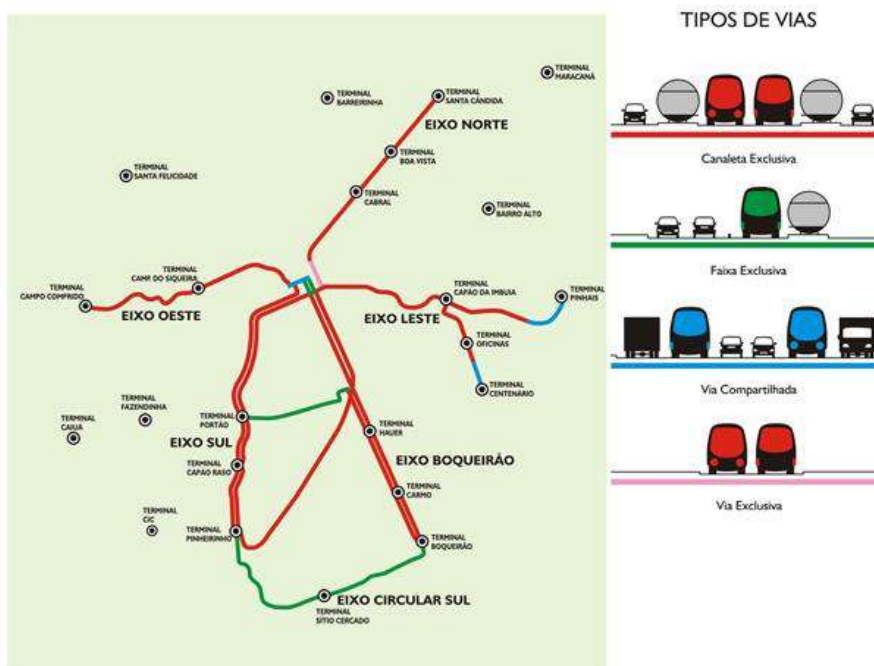 TIPOS DE VIAS
TERMINAL
MARACANÃ
TERMINAL
BARREIRINHA
TERMINAL
SANTA CÂNDIDA
EIXO NORTE
TERMINAL
BOA VISTA
TERMINAL
SANTA FELICIDADE
TERMINAL
CABRAL
TERMINAL
BAIRRO ALTO
TERMINAL
CAMP. DO SIQUEIRA
TERMINAL
CAMPO COMPRIDO
EIXO OESTE
TERMINAL
CAPÃO DA IMBUIA
TERMINAL
PINHAIS
EIXO LESTE
TERMINAL
OFICINAS
TERMINAL
CENTENÁRIO
TERMINAL
FAZENDINHA
TERMINAL
CAIUÁ
TERMINAL
PORTÃO
EIXO SUL
TERMINAL
CAPÃO RASO
TERMINAL
HAUER
EIXO BOQUEIRÃO
TERMINAL
CARMO
TERMINAL
CIC
TERMINAL
PINHEIRINHO
TERMINAL
BOQUEIRÃO
EIXO CIRCULAR SUL
TERMINAL
SÍTIO CERCADO
Canaleta Exclusiva
Faixa Exclusiva
Via Compartilhada
Via Exclusiva